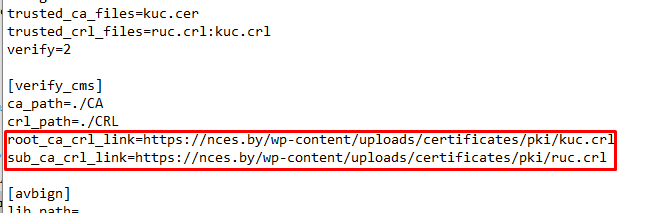 trusted_ca_files=kuc.cer
trusted_crl_files=ruc.crl:kuc.crl
verify=2
[verify_cms]
ca_path=./CA
crl_path=./CRL
root_ca_crl_link=https://nces.by/wp-content/uploads/certificates/pki/kuc.crl
sub_ca_crl_link=https://nces.by/wp-content/uploads/certificates/pki/ruc.crl
[avbign]
lib_path=